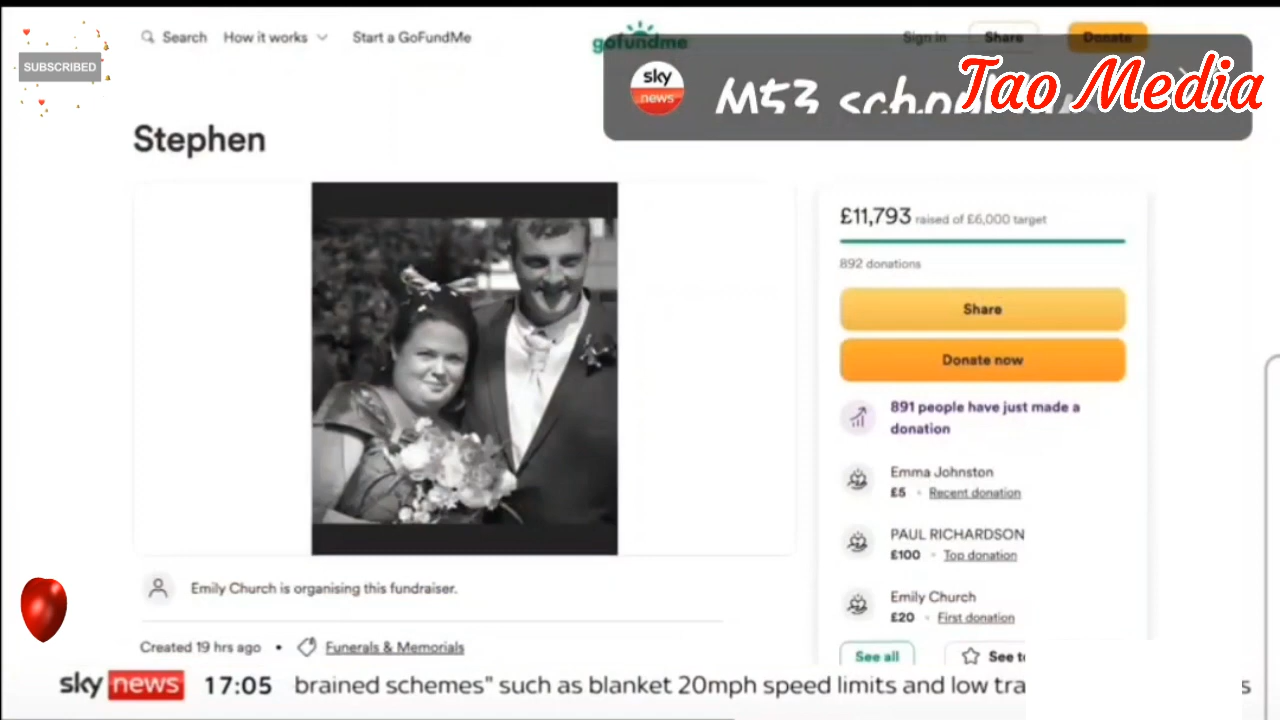 SUBSCRIBED
Search How it works Start a GoFundMe
gofundme
Sign in Share Donate
sky news M53
Tao Media
Stephen
£11,793 raised of £6,000 target
892 donations
Share
Donate now
891 people have just made a
donation
Emma Johnston
£5 • Recent donation
PAUL RICHARDSON
£100 • Top donation
Emily Church
£20 • First donation
See all See
Emily Church is organising this fundraiser.
Created 19 hrs ago • Funerals & Memorials
sky news 17:05 brained schemes" such as blanket 20mph speed limits and low